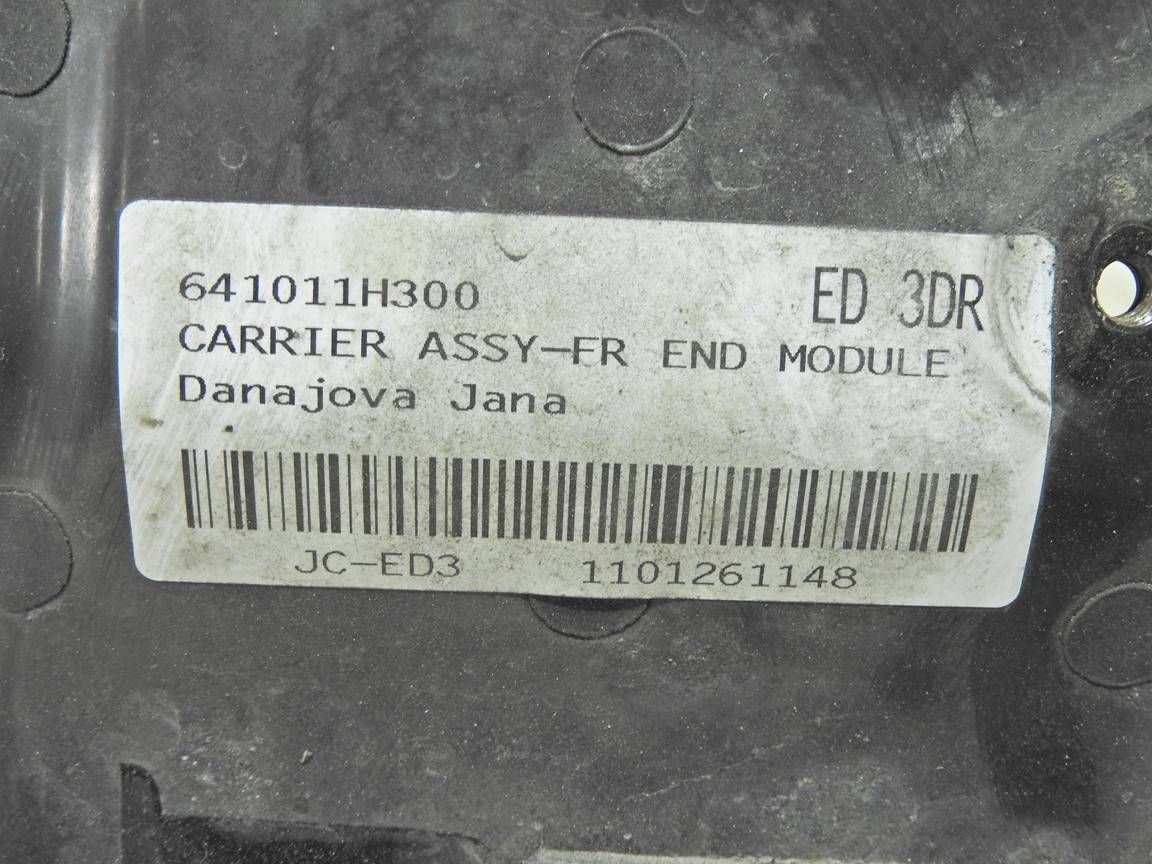 641011H300 ED 3DR
CARRIER ASSY-FR END MODULE
Danajova Jana
JC-ED3 1101261148